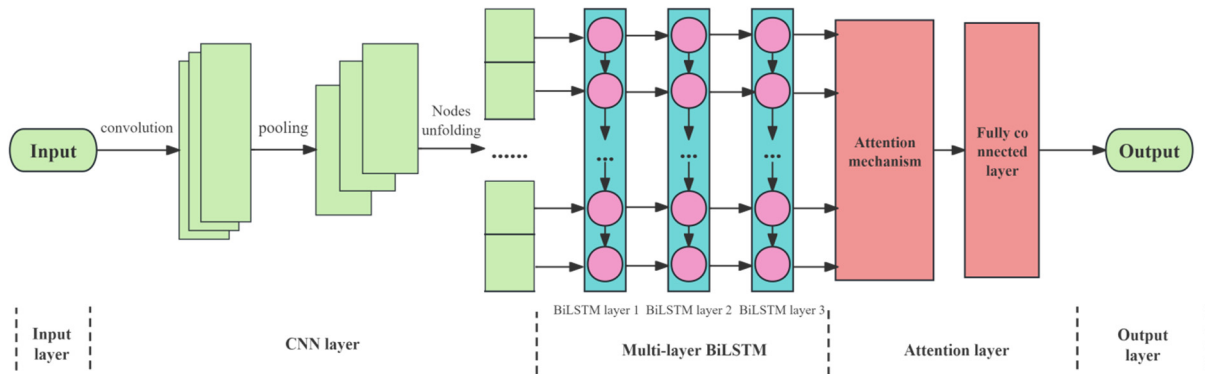 Input
convolution
pooling
Nodes
unfolding
......
...
...
...
Attention
mechanism
Fully co
nnected
layer
Output
BiLSTM layer 1
BiLSTM layer 2
BiLSTM layer 3
Input
layer
CNN layer
Multi-layer BiLSTM
Attention layer
Output
layer